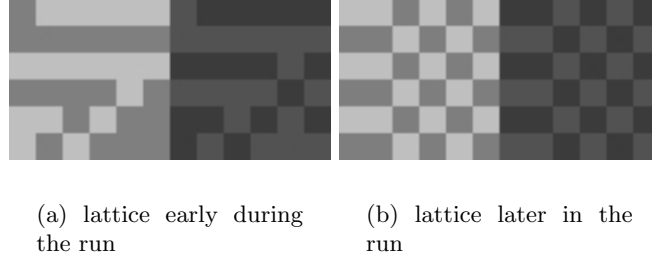 (a) lattice early during
the run
(b) lattice later in the
run